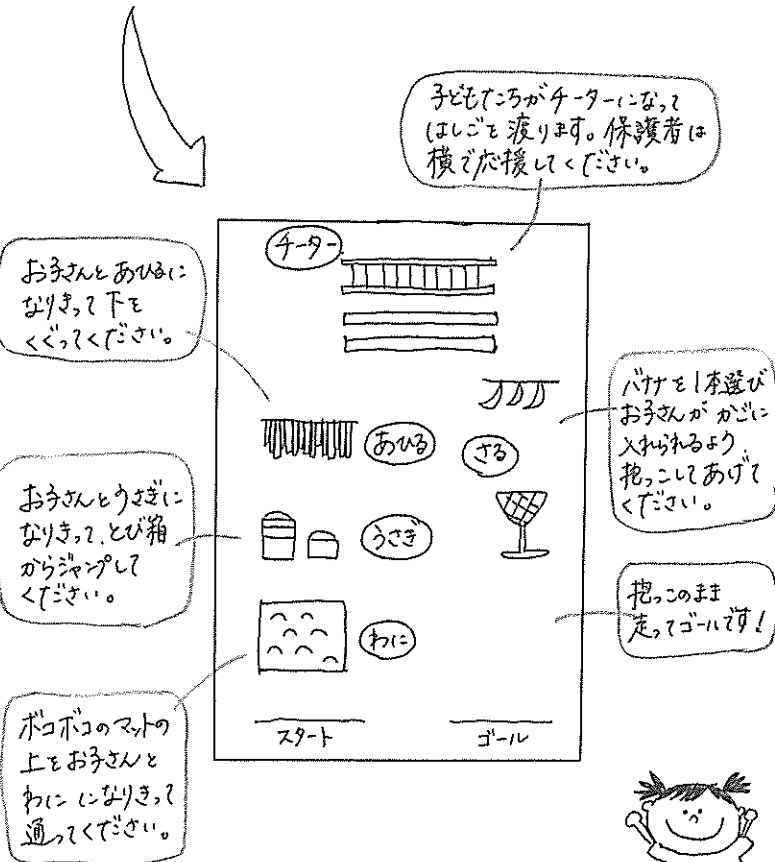 子どもたちがチーターになって
はしごを渡ります。保護者は
横で応援してください。
チーター
お子さんとあひるに
なりきって下を
くぐってください。
あひる
さる
バナナを1本選び
お子さんがかごに
入れられるよう
抱っこしてあげて
ください。
お子さんとうさぎに
なりきって、とび箱
からジャンプして
ください。
うさぎ
抱っこのまま
走ってゴールです!
わに
ボコボコのマットの
上をお子さんと
わにになりきって
通ってください。
スタート
ゴール